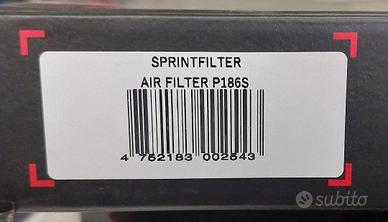 SPRINTFILTER
AIR FILTER P186S
4 752183 002543
subito